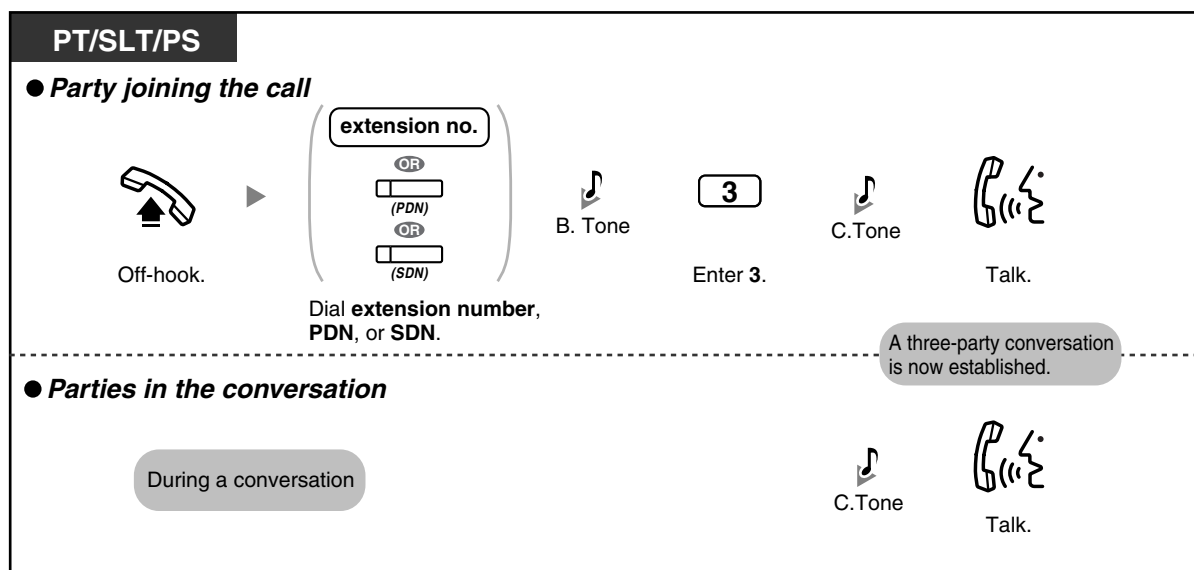 PT/SLT/PS
● Party joining the call
extension no.
OR
(PDN)
OR
(SDN)
B. Tone
3
C.Tone
Off-hook.
Dial extension number,
PDN, or SDN.
Enter 3.
Talk.
A three-party conversation
is now established.
● Parties in the conversation
During a conversation
C.Tone
Talk.